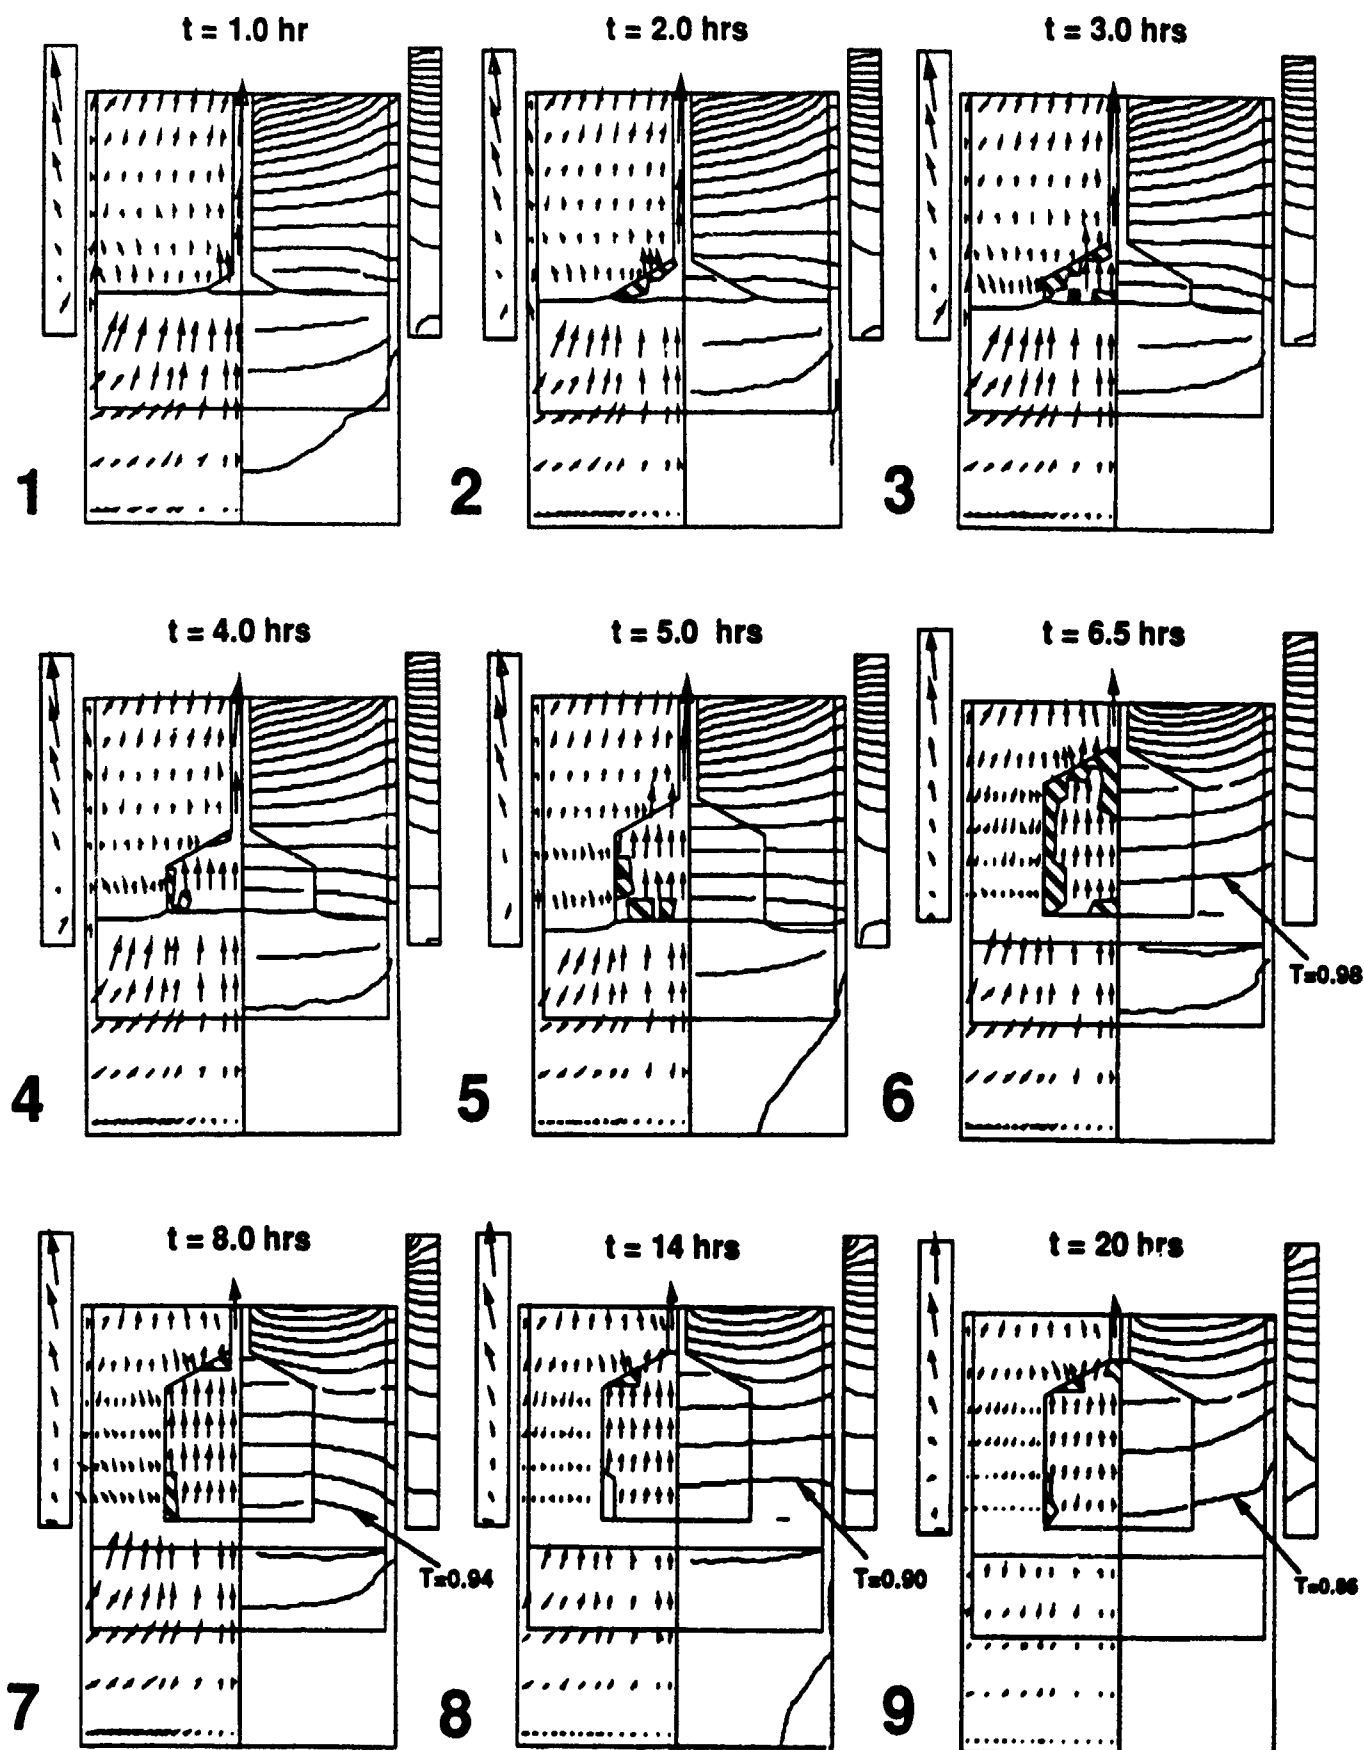 t = 1.0 hr
t = 2.0 hrs
t = 3.0 hrs
1
2
3
t = 4.0 hrs
t = 5.0 hrs
t = 6.5 hrs
T=0.98
4
5
6
t = 8.0 hrs
t = 14 hrs
t = 20 hrs
T=0.94
T=0.90
T=0.86
7
8
9